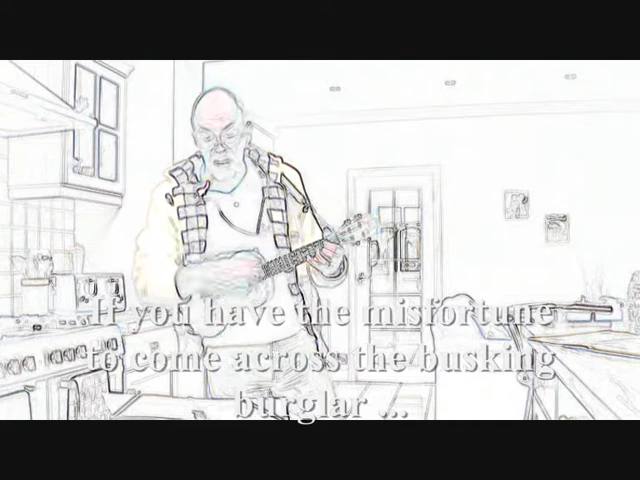 If you have the misfortune
to come across the busking
burglar ...